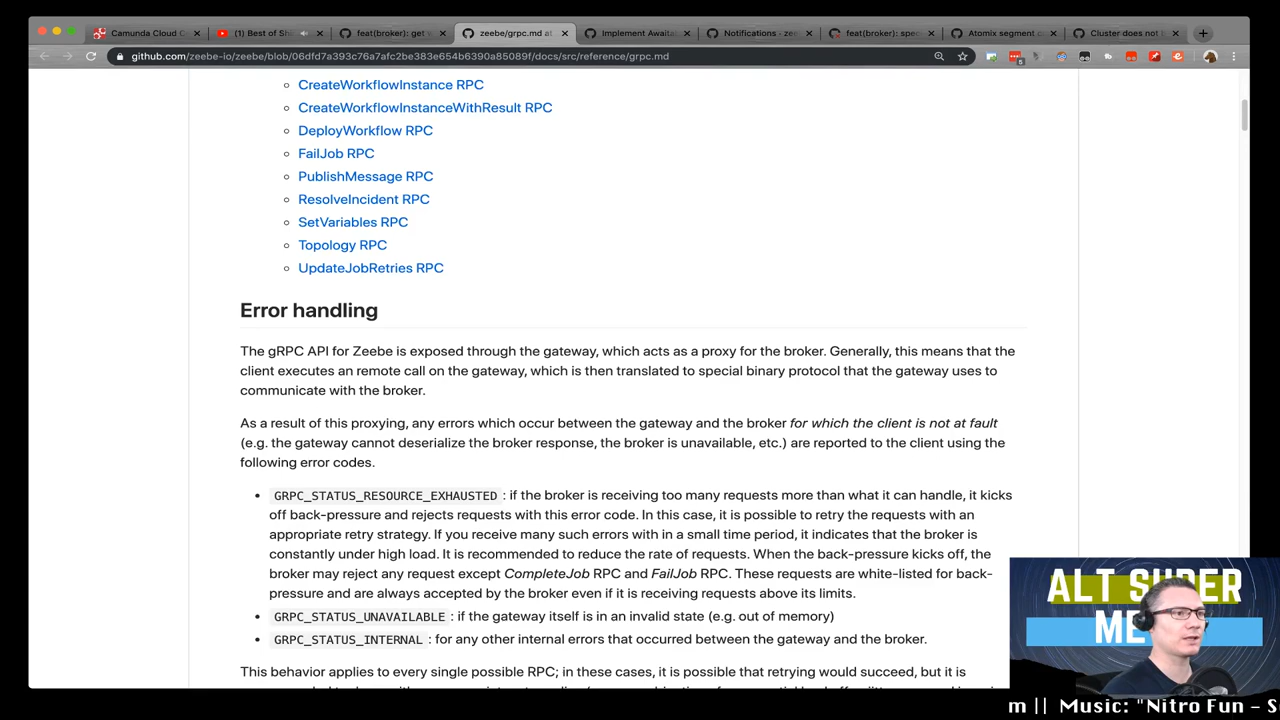 Camunda Cloud C
(1) Best of Sh
feat(broker): get
zeebe/grpc.md at
Implement Availa
Notifications - ze
feat(broker): spe
Atomix segment c
Cluster does not
github.com/zeebe-io/zeebe/blob/06dfd7a393c76a7afc2be383e654b6390a85089f/docs/src/reference/grpc.md
CreateWorkflowInstance RPC
CreateWorkflowInstanceWithResult RPC
DeployWorkflow RPC
FailJob RPC
PublishMessage RPC
ResolveIncident RPC
SetVariables RPC
Topology RPC
UpdateJobRetries RPC
Error handling
The gRPC API for Zeebe is exposed through the gateway, which acts as a proxy for the broker. Generally, this means that the
client executes an remote call on the gateway, which is then translated to special binary protocol that the gateway uses to
communicate with the broker.
As a result of this proxying, any errors which occur between the gateway and the broker for which the client is not at fault
(e.g. the gateway cannot deserialize the broker response, the broker is unavailable, etc.) are reported to the client using the
following error codes.
GRPC_STATUS_RESOURCE_EXHAUSTED : if the broker is receiving too many requests more than what it can handle, it kicks
off back-pressure and rejects requests with this error code. In this case, it is possible to retry the requests with an
appropriate retry strategy. If you receive many such errors with in a small time period, it indicates that the broker is
constantly under high load. It is recommended to reduce the rate of requests. When the back-pressure kicks off, the
broker may reject any request except CompleteJob RPC and FailJob RPC. These requests are white-listed for back-
pressure and are always accepted by the broker even if it is receiving requests above its limits.
GRPC_STATUS_UNAVAILABLE : if the gateway itself is in an invalid state (e.g. out of memory)
GRPC_STATUS_INTERNAL : for any other internal errors that occurred between the gateway and the broker.
This behavior applies to every single possible RPC; in these cases, it is possible that retrying would succeed, but it is
ALT SUPER
ME
m || Music: "Nitro Fun - S